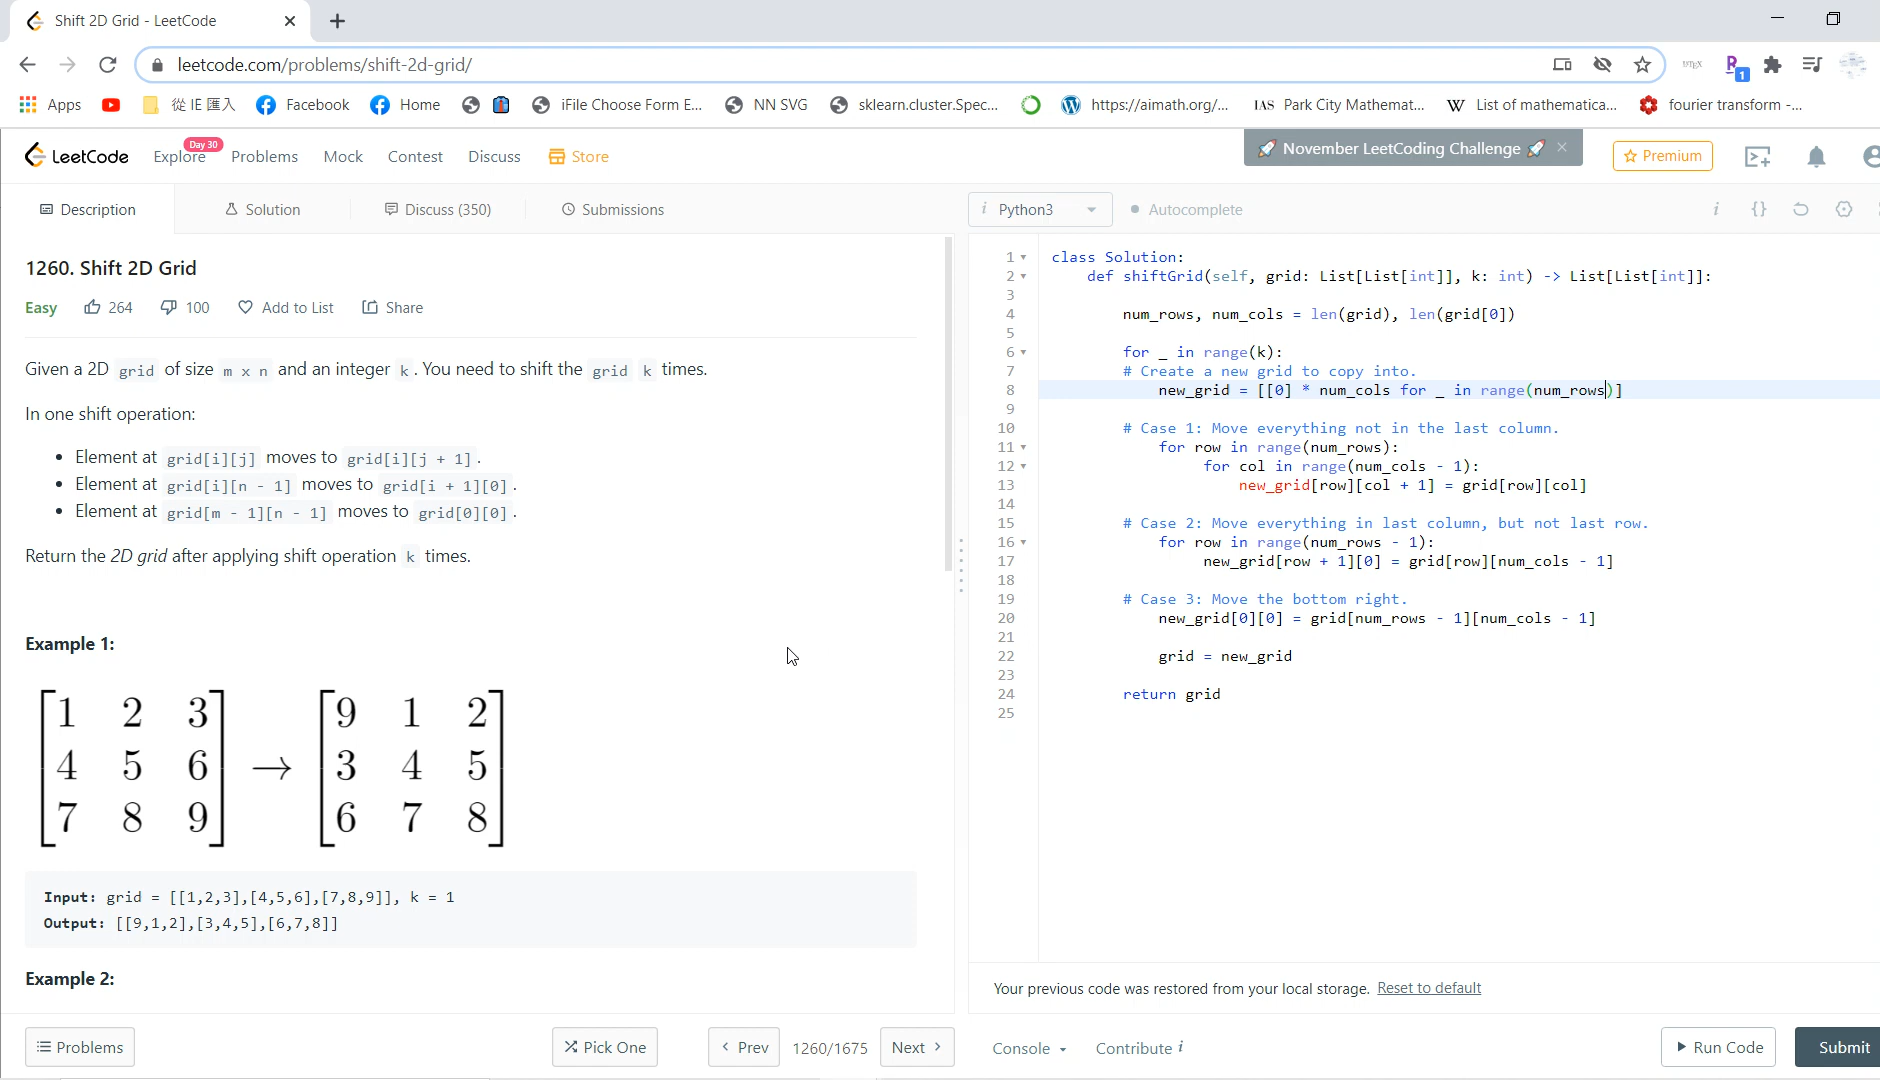 Shift 2D Grid - LeetCode
leetcode.com/problems/shift-2d-grid/
1
Apps
從 IE 匯入
Facebook
Home
iFile Choose Form E...
NN SVG
sklearn.cluster.Spec...
https://aimath.org/...
IAS Park City Mathemat...
W List of mathematica...
fourier transform -...
LeetCode
Explore
Day 30
Problems
Mock
Contest
Discuss
Store
November LeetCoding Challenge
Premium
Description
Solution
Discuss (350)
Submissions
i Python3
Autocomplete
i {}
1260. Shift 2D Grid
Easy
264
100
Add to List
Share
Given a 2D grid of size m x n and an integer k. You need to shift the grid k times.
In one shift operation:
• Element at grid[i][j] moves to grid[i][j + 1].
• Element at grid[i][n - 1] moves to grid[i + 1][0].
• Element at grid[m - 1][n - 1] moves to grid[0][0].
Return the 2D grid after applying shift operation k times.
Example 1:
1 2 3 → 9 1 2
4 5 6 3 4 5
7 8 9 6 7 8
Input: grid = [[1,2,3],[4,5,6],[7,8,9]], k = 1
Output: [[9,1,2],[3,4,5],[6,7,8]]
Example 2:
1 class Solution:
2 def shiftGrid(self, grid: List[List[int]], k: int) -> List[List[int]]:
3
4 num_rows, num_cols = len(grid), len(grid[0])
5
6 for _ in range(k):
7 # Create a new grid to copy into.
8 new_grid = [[0] * num_cols for _ in range(num_rows)]
9
10 # Case 1: Move everything not in the last column.
11 for row in range(num_rows):
12 for col in range(num_cols - 1):
13 new_grid[row][col + 1] = grid[row][col]
14
15 # Case 2: Move everything in last column, but not last row.
16 for row in range(num_rows - 1):
17 new_grid[row + 1][0] = grid[row][num_cols - 1]
18
19 # Case 3: Move the bottom right.
20 new_grid[0][0] = grid[num_rows - 1][num_cols - 1]
21
22 grid = new_grid
23
24 return grid
25
Your previous code was restored from your local storage. Reset to default
Problems
Pick One
< Prev
1260/1675
Next >
Console
Contribute i
Run Code
Submit